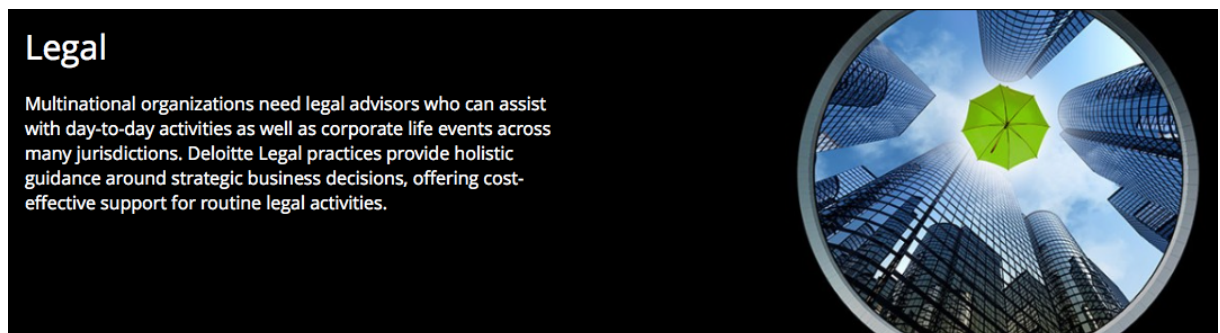 Legal
Multinational organizations need legal advisors who can assist
with day-to-day activities as well as corporate life events across
many jurisdictions. Deloitte Legal practices provide holistic
guidance around strategic business decisions, offering cost-
effective support for routine legal activities.